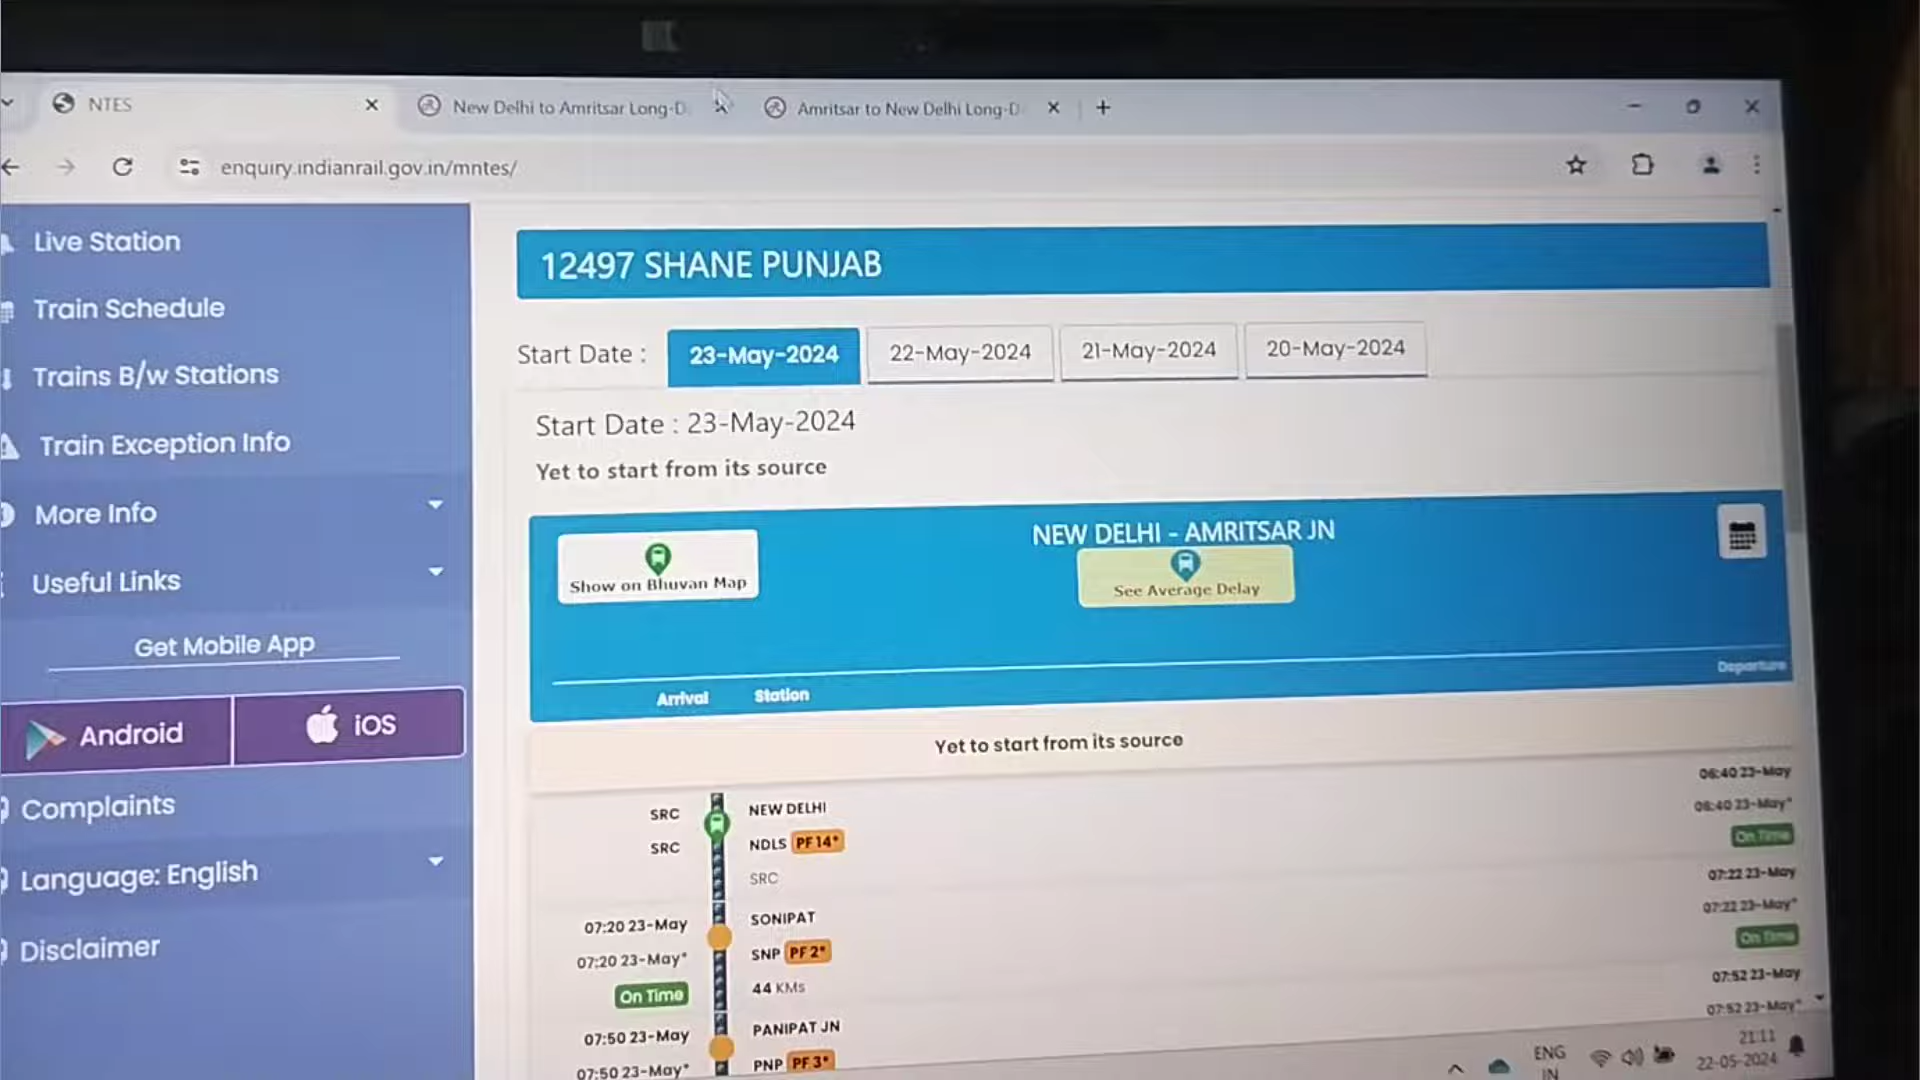 NTES
New Delhi to Amritsar Long-D
Amritsar to New Delhi Long-D
enquiry.indianrail.gov.in/mntes/
Live Station
Train Schedule
Trains B/w Stations
Train Exception Info
More Info
Useful Links
Get Mobile App
Android
iOS
Complaints
Language: English
Disclaimer
12497 SHANE PUNJAB
Start Date :
23-May-2024
22-May-2024
21-May-2024
20-May-2024
Start Date : 23-May-2024
Yet to start from its source
NEW DELHI - AMRITSAR JN
Show on Bhuvan Map
See Average Delay
Arrival Station Departure
Yet to start from its source
06:40 23-May
SRC NEW DELHI
06:40 23-May*
SRC NDLS PF 14*
On Time
SRC
07:22 23-May
07:20 23-May SONIPAT
07:22 23-May*
07:20 23-May* SNP PF 2*
On Time
On Time 44 KMs
07:52 23-May
07:50 23-May PANIPAT JN
07:52 23-May*
07:50 23-May* PNP PF 3*
ENG
IN
21:11
22-05-2024